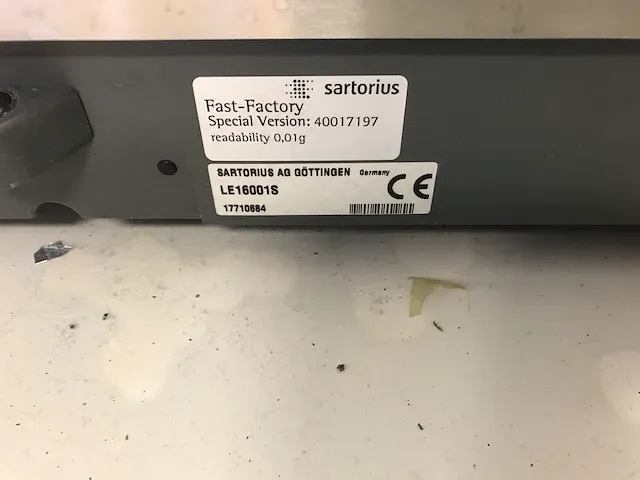 sartorius
Fast-Factory
Special Version: 40017197
readability 0,01g
SARTORIUS AG GÖTTINGEN Germany
LE16001S
CE
17710684